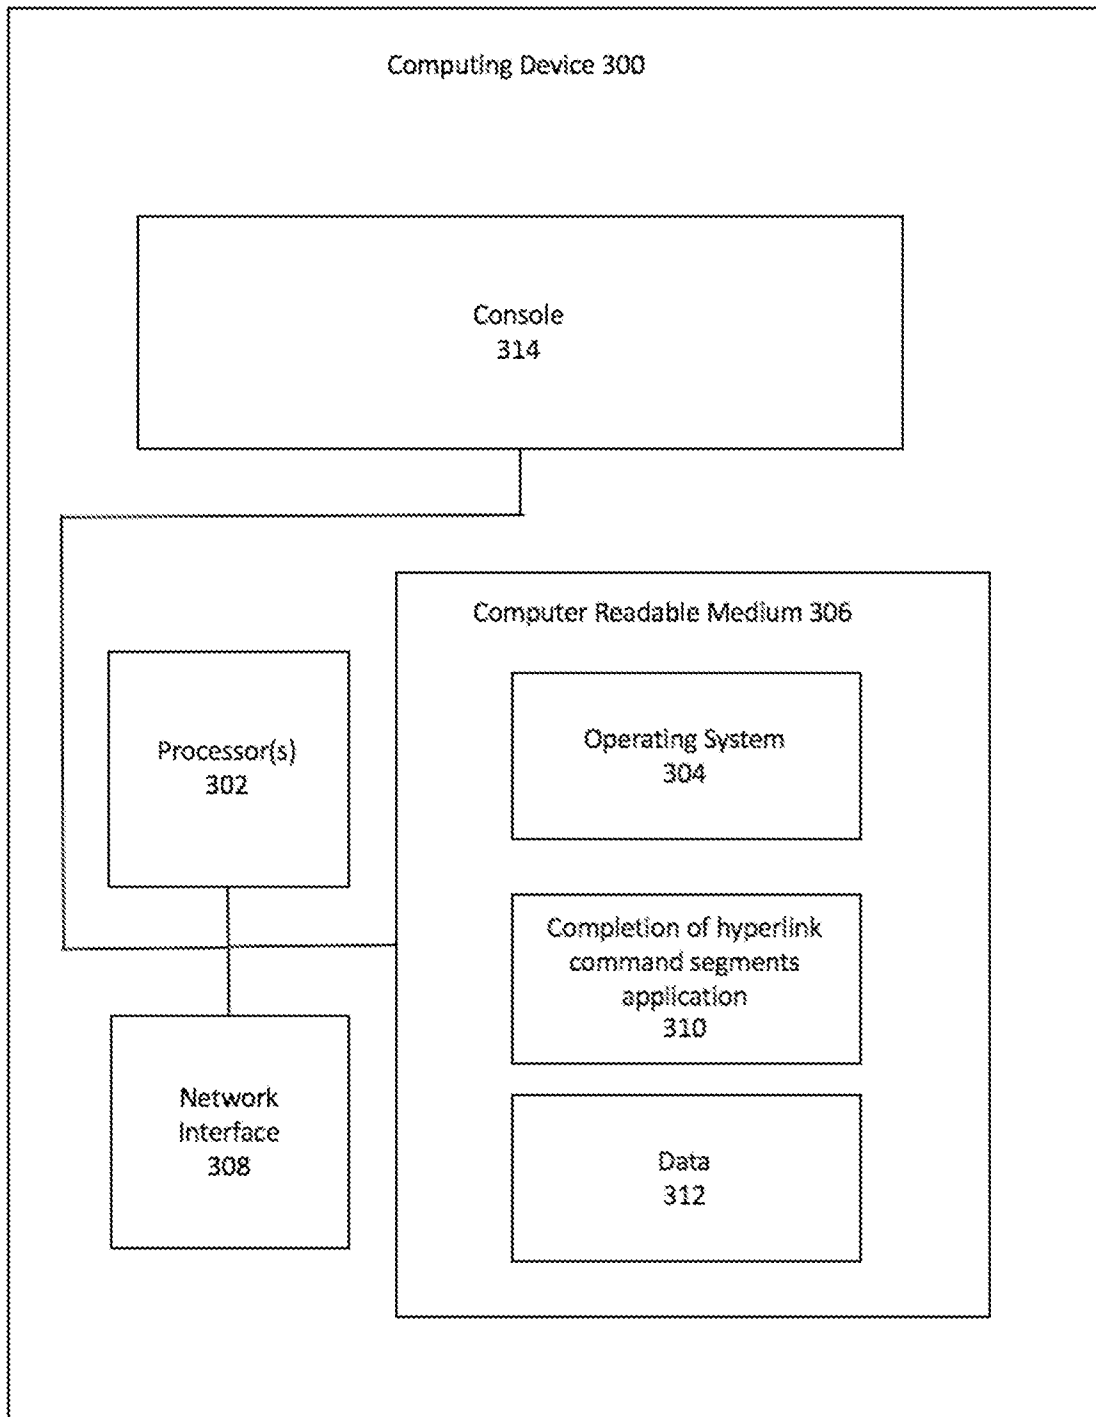 Computing Device 300
Console
314
Computer Readable Medium 306
Processor(s)
302
Operating System
304
Completion of hyperlink
command segments
application
310
Network
Interface
308
Data
312